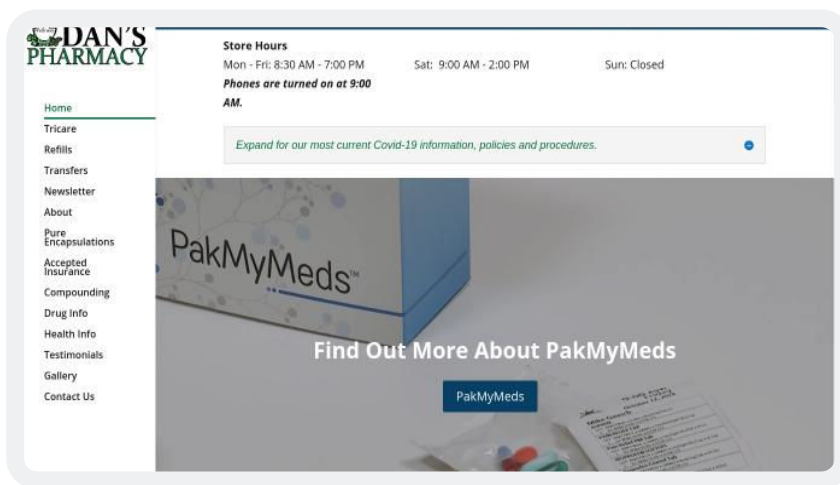 DAN'S
PHARMACY
Home
Tricare
Refills
Transfers
Newsletter
About
Pure
Encapsulations
Accepted
Insurance
Compounding
Drug Info
Health Info
Testimonials
Gallery
Contact Us
Store Hours
Mon - Fri: 8:30 AM - 7:00 PM Sat: 9:00 AM - 2:00 PM Sun: Closed
Phones are turned on at 9:00
AM.
Expand for our most current Covid-19 information, policies and procedures.
PakMyMeds™
Find Out More About PakMyMeds
PakMyMeds